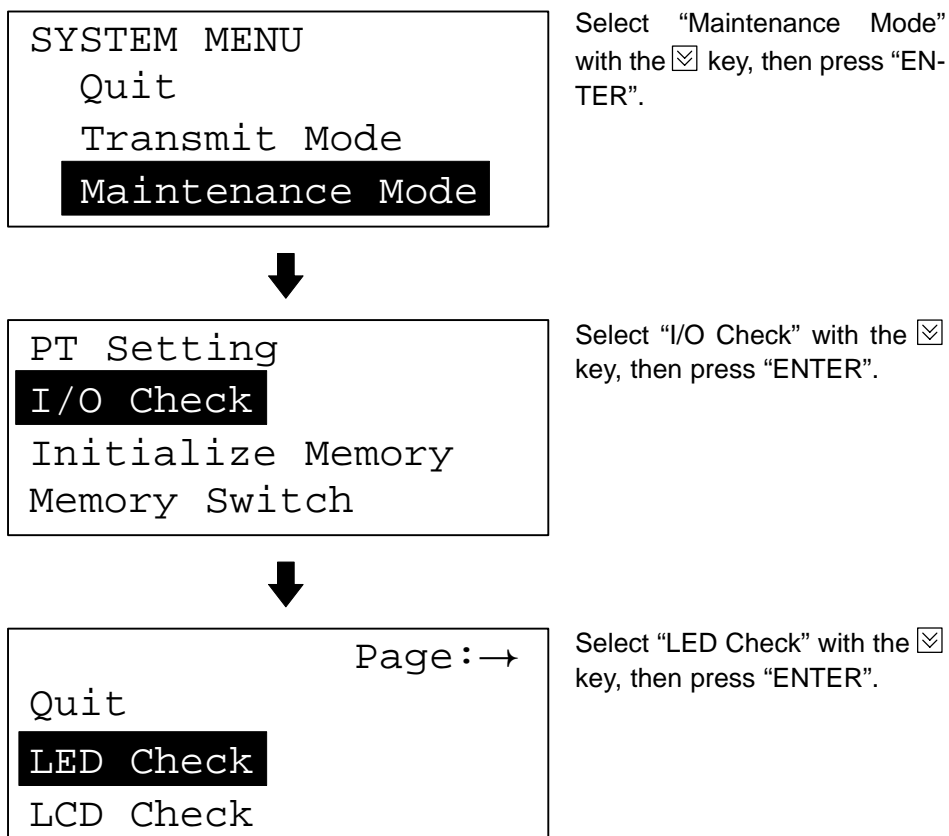 SYSTEM MENU
Quit
Transmit Mode
Maintenance Mode
Select “Maintenance Mode”
with the key, then press “EN-
TER”.
PT Setting
I/O Check
Initialize Memory
Memory Switch
Select “I/O Check” with the
key, then press “ENTER”.
Page:→
Quit
LED Check
LCD Check
Select “LED Check” with the
key, then press “ENTER”.